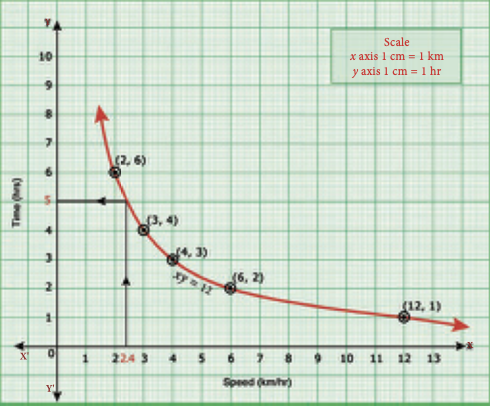 y
Scale
x axis 1 cm = 1 km
y axis 1 cm = 1 hr
10
9
8
7
6
5
4
3
2
1
0
Time (hrs)
(2, 6)
(3, 4)
(4, 3)
xy = 12
(6, 2)
(12, 1)
X'
x
1 2 2.4 3 4 5 6 7 8 9 10 11 12 13
Speed (km/hr)
Y'